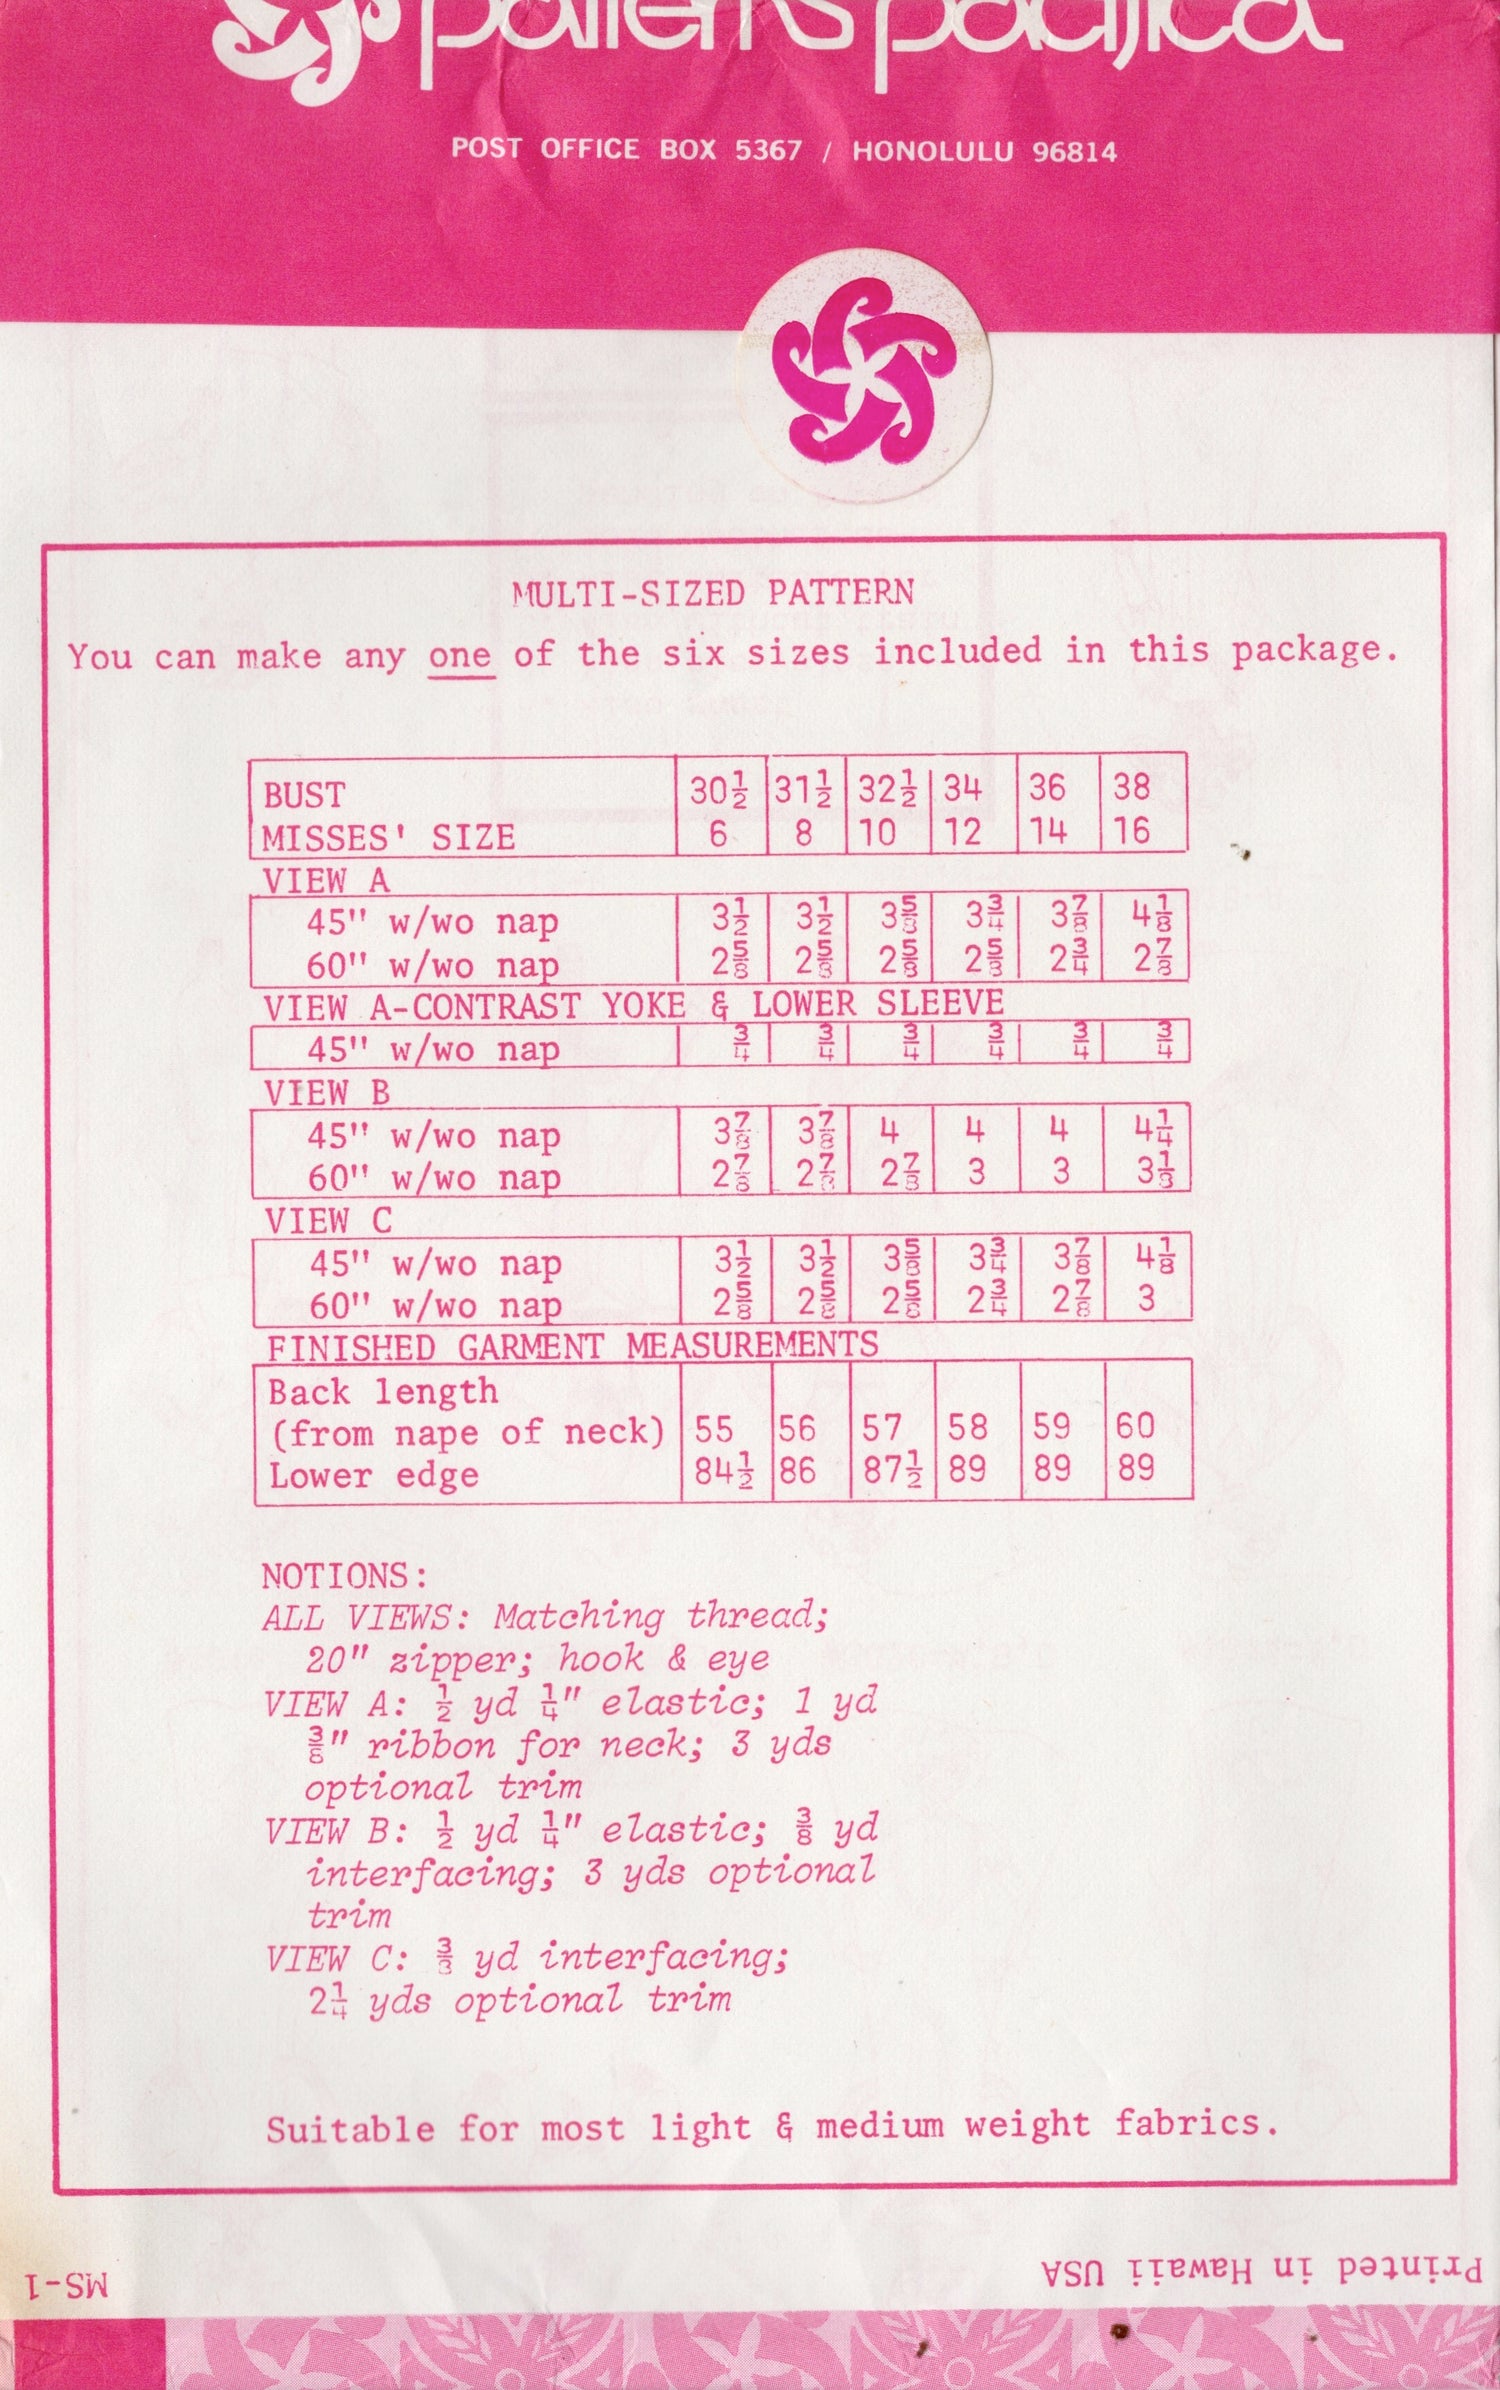 patterns pacifica
POST OFFICE BOX 5367 / HONOLULU 96814
MULTI-SIZED PATTERN
You can make any one of the six sizes included in this package.
BUST 30½ 31½ 32½ 34 36 38
MISSES' SIZE 6 8 10 12 14 16
VIEW A
45" w/wo nap 3½ 3½ 3⅝ 3¾ 3⅞ 4⅛
60" w/wo nap 2⅝ 2⅝ 2⅝ 2⅝ 2¾ 2⅞
VIEW A-CONTRAST YOKE & LOWER SLEEVE
45" w/wo nap ¾ ¾ ¾ ¾ ¾ ¾
VIEW B
45" w/wo nap 3⅞ 3⅞ 4 4 4 4¼
60" w/wo nap 2⅞ 2⅞ 2⅞ 3 3 3⅛
VIEW C
45" w/wo nap 3½ 3½ 3⅝ 3¾ 3⅞ 4⅛
60" w/wo nap 2⅝ 2⅝ 2⅝ 2¾ 2⅞ 3
FINISHED GARMENT MEASUREMENTS
Back length
(from nape of neck) 55 56 57 58 59 60
Lower edge 84½ 86 87½ 89 89 89
NOTIONS:
ALL VIEWS: Matching thread;
20" zipper; hook & eye
VIEW A: ½ yd ¼" elastic; 1 yd
⅜" ribbon for neck; 3 yds
optional trim
VIEW B: ½ yd ¼" elastic; ⅜ yd
interfacing; 3 yds optional
trim
VIEW C: ⅜ yd interfacing;
2¼ yds optional trim
Suitable for most light & medium weight fabrics.
Printed in Hawaii USA
MS-1